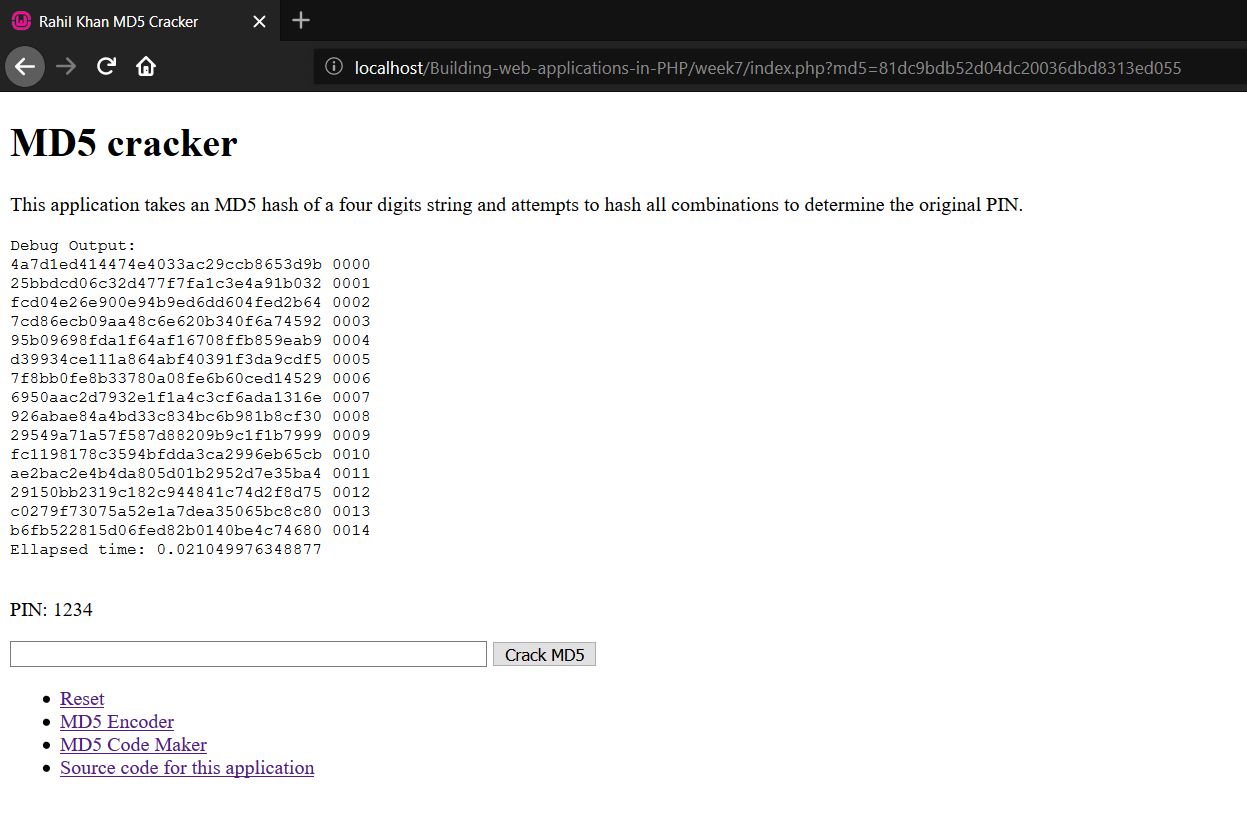 Rahil Khan MD5 Cracker
localhost/Building-web-applications-in-PHP/week7/index.php?md5=81dc9bdb52d04dc20036dbd8313ed055
MD5 cracker
This application takes an MD5 hash of a four digits string and attempts to hash all combinations to determine the original PIN.
Debug Output:
4a7d1ed414474e4033ac29ccb8653d9b 0000
25bbdcd06c32d477f7fa1c3e4a91b032 0001
fcd04e26e900e94b9ed6dd604fed2b64 0002
7cd86ecb09aa48c6e620b340f6a74592 0003
95b09698fda1f64af16708ffb859eab9 0004
d39934ce111a864abf40391f3da9cdf5 0005
7f8bb0fe8b33780a08fe6b60ced14529 0006
6950aac2d7932e1f1a4c3cf6ada1316e 0007
926abae84a4bd33c834bc6b981b8cf30 0008
29549a71a57f587d88209b9c1f1b7999 0009
fc1198178c3594bfdda3ca2996eb65cb 0010
ae2bac2e4b4da805d01b2952d7e35ba4 0011
29150bb2319c182c944841c74d2f8d75 0012
c0279f73075a52e1a7dea35065bc8c80 0013
b6fb522815d06fed82b0140be4c74680 0014
Ellapsed time: 0.021049976348877
PIN: 1234
Crack MD5
Reset
MD5 Encoder
MD5 Code Maker
Source code for this application